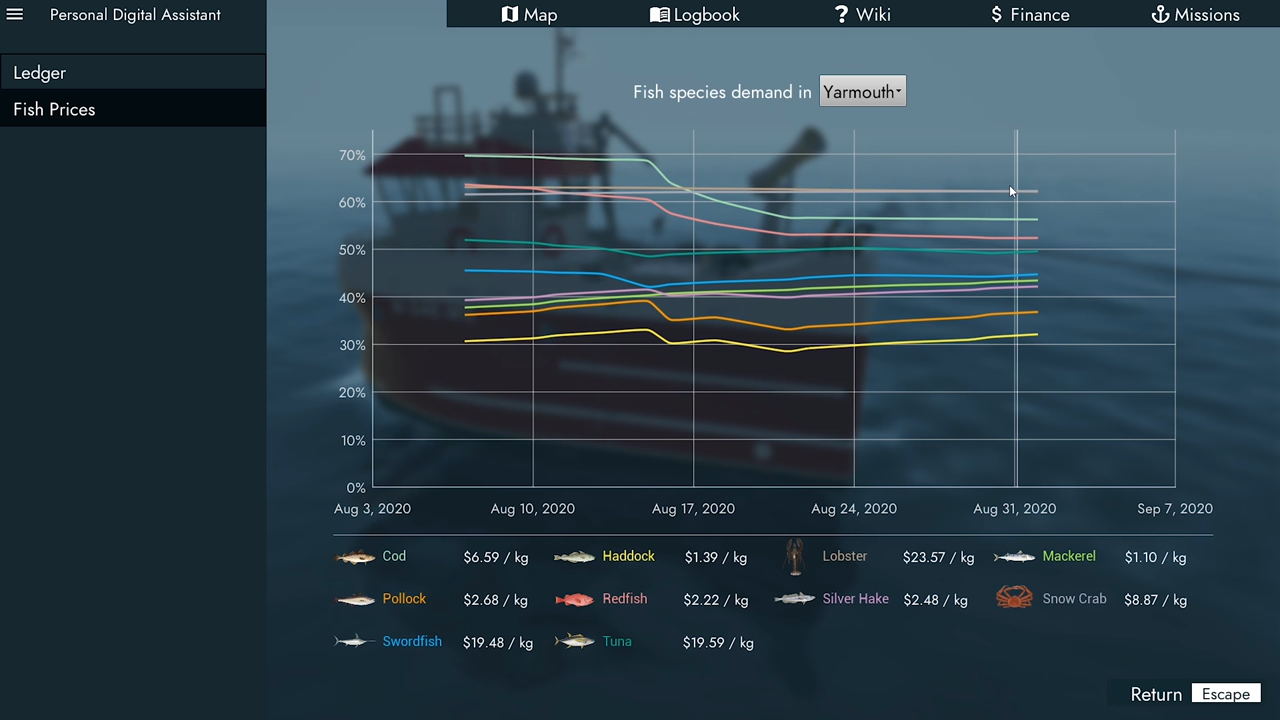 Personal Digital Assistant
Map Logbook Wiki Finance Missions
Ledger
Fish Prices
Fish species demand in Yarmouth
70%
60%
50%
40%
30%
20%
10%
0%
Aug 3, 2020 Aug 10, 2020 Aug 17, 2020 Aug 24, 2020 Aug 31, 2020 Sep 7, 2020
Cod $6.59 / kg Haddock $1.39 / kg Lobster $23.57 / kg Mackerel $1.10 / kg
Pollock $2.68 / kg Redfish $2.22 / kg Silver Hake $2.48 / kg Snow Crab $8.87 / kg
Swordfish $19.48 / kg Tuna $19.59 / kg
Return Escape